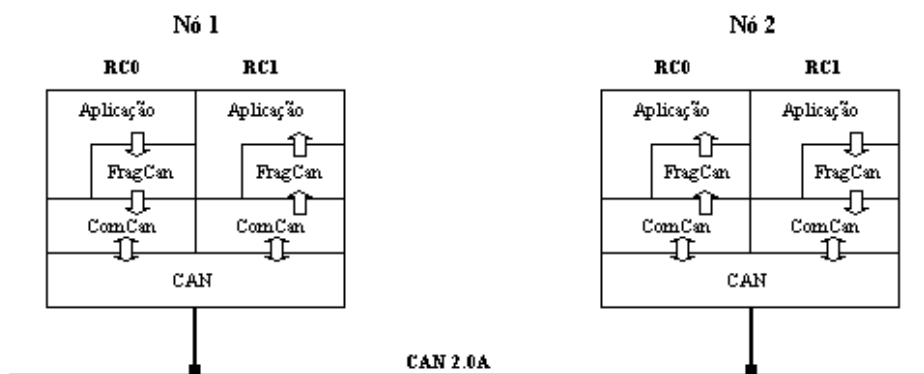 Nó 1
Nó 2
RC0 RC1
RC0 RC1
Aplicação Aplicação
Aplicação Aplicação
FragCan FragCan
FragCan FragCan
ComCan ComCan
ComCan ComCan
CAN
CAN
CAN 2.0A